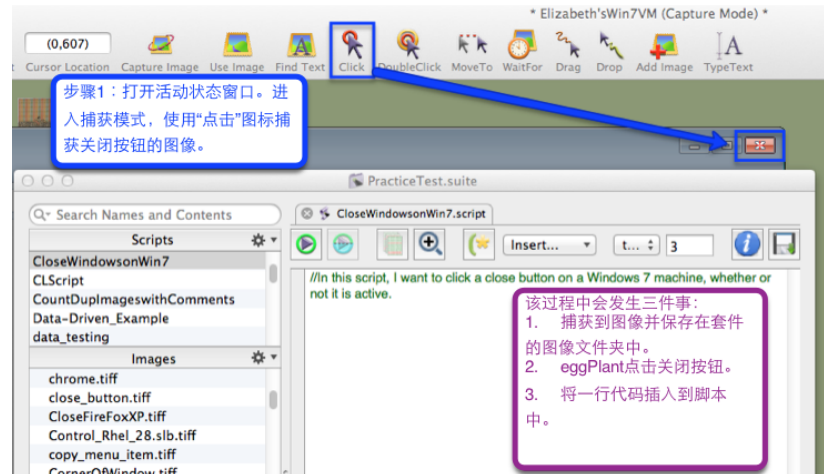 * Elizabeth'sWin7VM (Capture Mode) *
(0,607)
Cursor Location Capture Image Use Image Find Text Click DoubleClick MoveTo WaitFor Drag Drop Add Image TypeText
步骤1：打开活动状态窗口。进
入捕获模式，使用“点击”图标捕
获关闭按钮的图像。
PracticeTest.suite
Search Names and Contents
CloseWindowsonWin7.script
Scripts
Insert... t... 3
CloseWindowsonWin7
CLScript
CountDupImageswithComments
Data-Driven_Example
data_testing
//In this script, I want to click a close button on a Windows 7 machine, whether or
not it is active.
该过程中会发生三件事：
1. 捕获到图像并保存在套件
的图像文件夹中。
2. eggPlant点击关闭按钮。
3. 将一行代码插入到脚本
中。
Images
chrome.tiff
close_button.tiff
CloseFireFoxXP.tiff
Control_Rhel_28.slb.tiff
copy_menu_item.tiff
CornerOfWindow.tiff